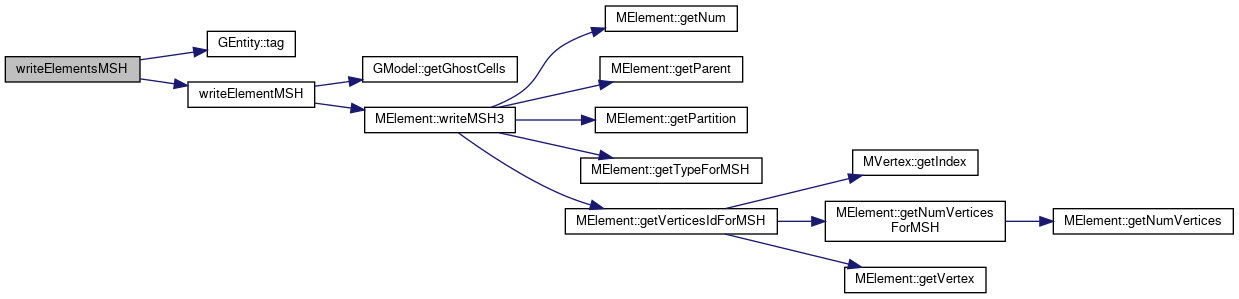 writeElementsMSH
GEntity::tag
writeElementMSH
GModel::getGhostCells
MElement::writeMSH3
MElement::getNum
MElement::getParent
MElement::getPartition
MElement::getTypeForMSH
MElement::getVerticesIdForMSH
MVertex::getIndex
MElement::getNumVertices
ForMSH
MElement::getNumVertices
MElement::getVertex